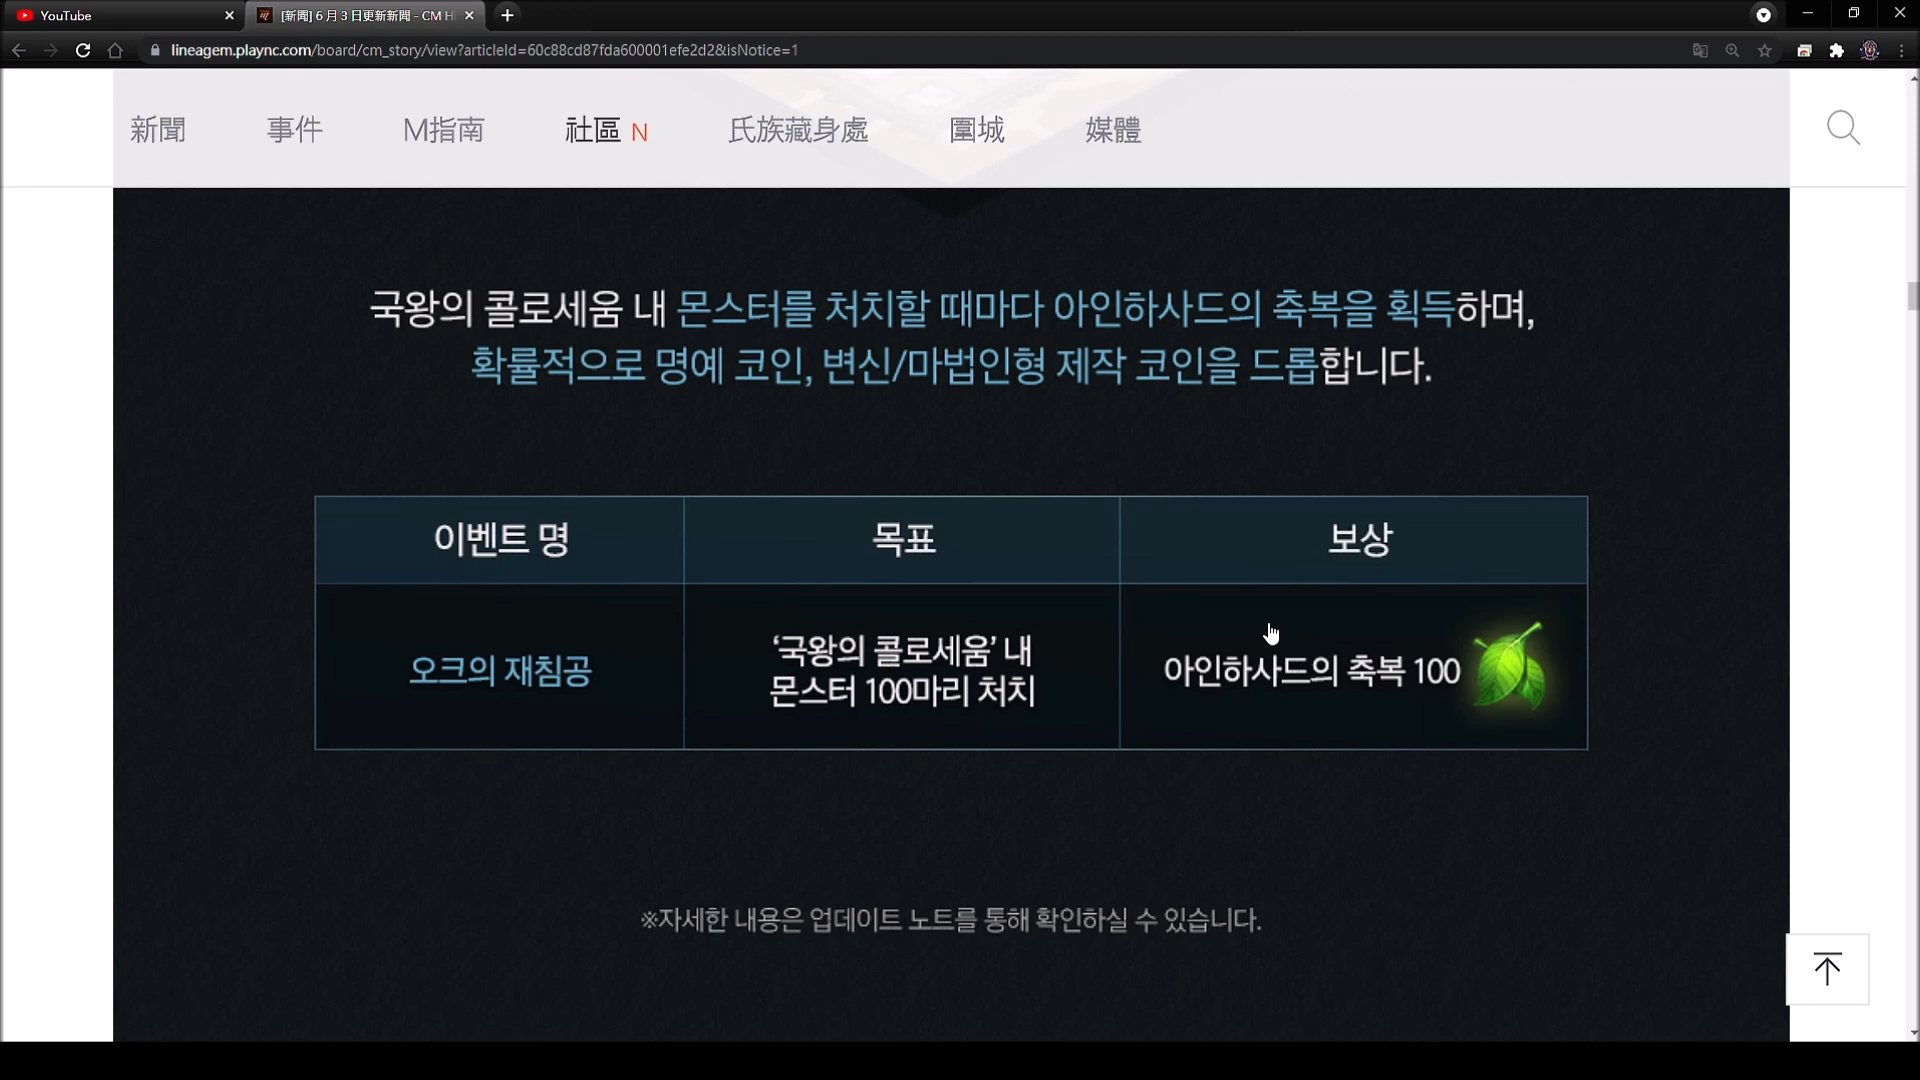 YouTube
[新聞] 6 月 3 日更新新聞 - CM H
lineagem.plaync.com/board/cm_story/view?articleId=60c88cd87fda600001efe2d2&isNotice=1
新聞 事件 M指南 社區 N 氏族藏身處 圍城 媒體
국왕의 콜로세움 내 몬스터를 처치할 때마다 아인하사드의 축복을 획득하며,
확률적으로 명예 코인, 변신/마법인형 제작 코인을 드롭합니다.
이벤트 명 목표 보상
오크의 재침공
‘국왕의 콜로세움’ 내
몬스터 100마리 처치
아인하사드의 축복 100
※자세한 내용은 업데이트 노트를 통해 확인하실 수 있습니다.